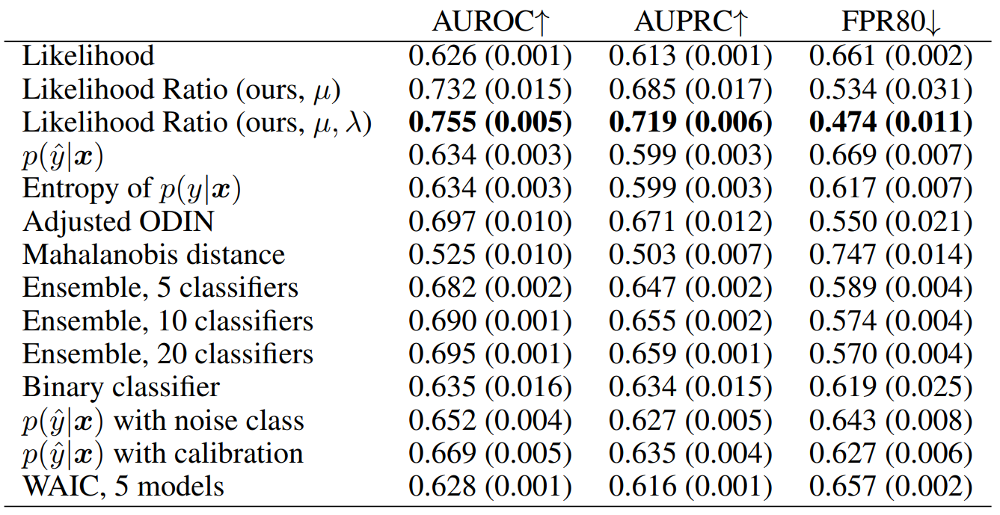 AUROC↑ AUPRC↑ FPR80↓
Likelihood 0.626 (0.001) 0.613 (0.001) 0.661 (0.002)
Likelihood Ratio (ours, μ) 0.732 (0.015) 0.685 (0.017) 0.534 (0.031)
Likelihood Ratio (ours, μ, λ) 0.755 (0.005) 0.719 (0.006) 0.474 (0.011)
p(ŷ|x) 0.634 (0.003) 0.599 (0.003) 0.669 (0.007)
Entropy of p(y|x) 0.634 (0.003) 0.599 (0.003) 0.617 (0.007)
Adjusted ODIN 0.697 (0.010) 0.671 (0.012) 0.550 (0.021)
Mahalanobis distance 0.525 (0.010) 0.503 (0.007) 0.747 (0.014)
Ensemble, 5 classifiers 0.682 (0.002) 0.647 (0.002) 0.589 (0.004)
Ensemble, 10 classifiers 0.690 (0.001) 0.655 (0.002) 0.574 (0.004)
Ensemble, 20 classifiers 0.695 (0.001) 0.659 (0.001) 0.570 (0.004)
Binary classifier 0.635 (0.016) 0.634 (0.015) 0.619 (0.025)
p(ŷ|x) with noise class 0.652 (0.004) 0.627 (0.005) 0.643 (0.008)
p(ŷ|x) with calibration 0.669 (0.005) 0.635 (0.004) 0.627 (0.006)
WAIC, 5 models 0.628 (0.001) 0.616 (0.001) 0.657 (0.002)